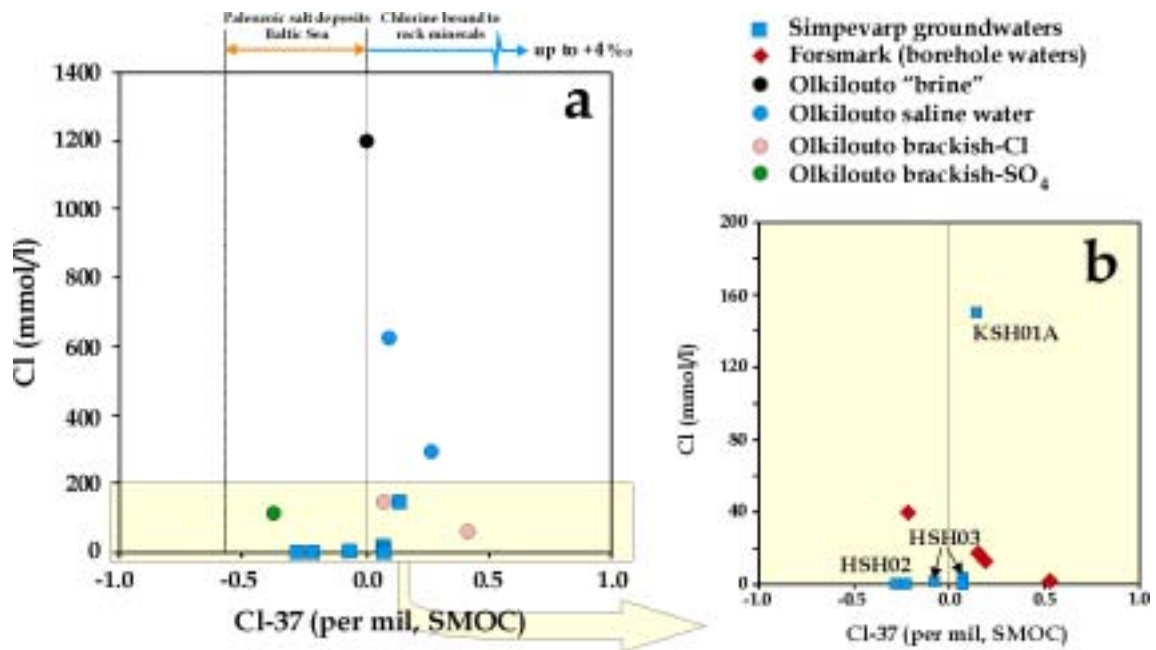 Paleozoic salt deposits
Baltic Sea
Chlorine bound to
rock minerals
up to +4 ‰
a
1400
1200
1000
800
600
400
200
0
Cl (mmol/l)
-1.0
-0.5
0.0
0.5
1.0
Cl-37 (per mil, SMOC)
Simpevarp groundwaters
Forsmark (borehole waters)
Olkilouto “brine”
Olkilouto saline water
Olkilouto brackish-Cl
Olkilouto brackish-SO4
b
200
160
120
80
40
0
Cl (mmol/l)
KSH01A
HSH03
HSH02
-1.0
-0.5
0.0
0.5
1.0
Cl-37 (per mil, SMOC)